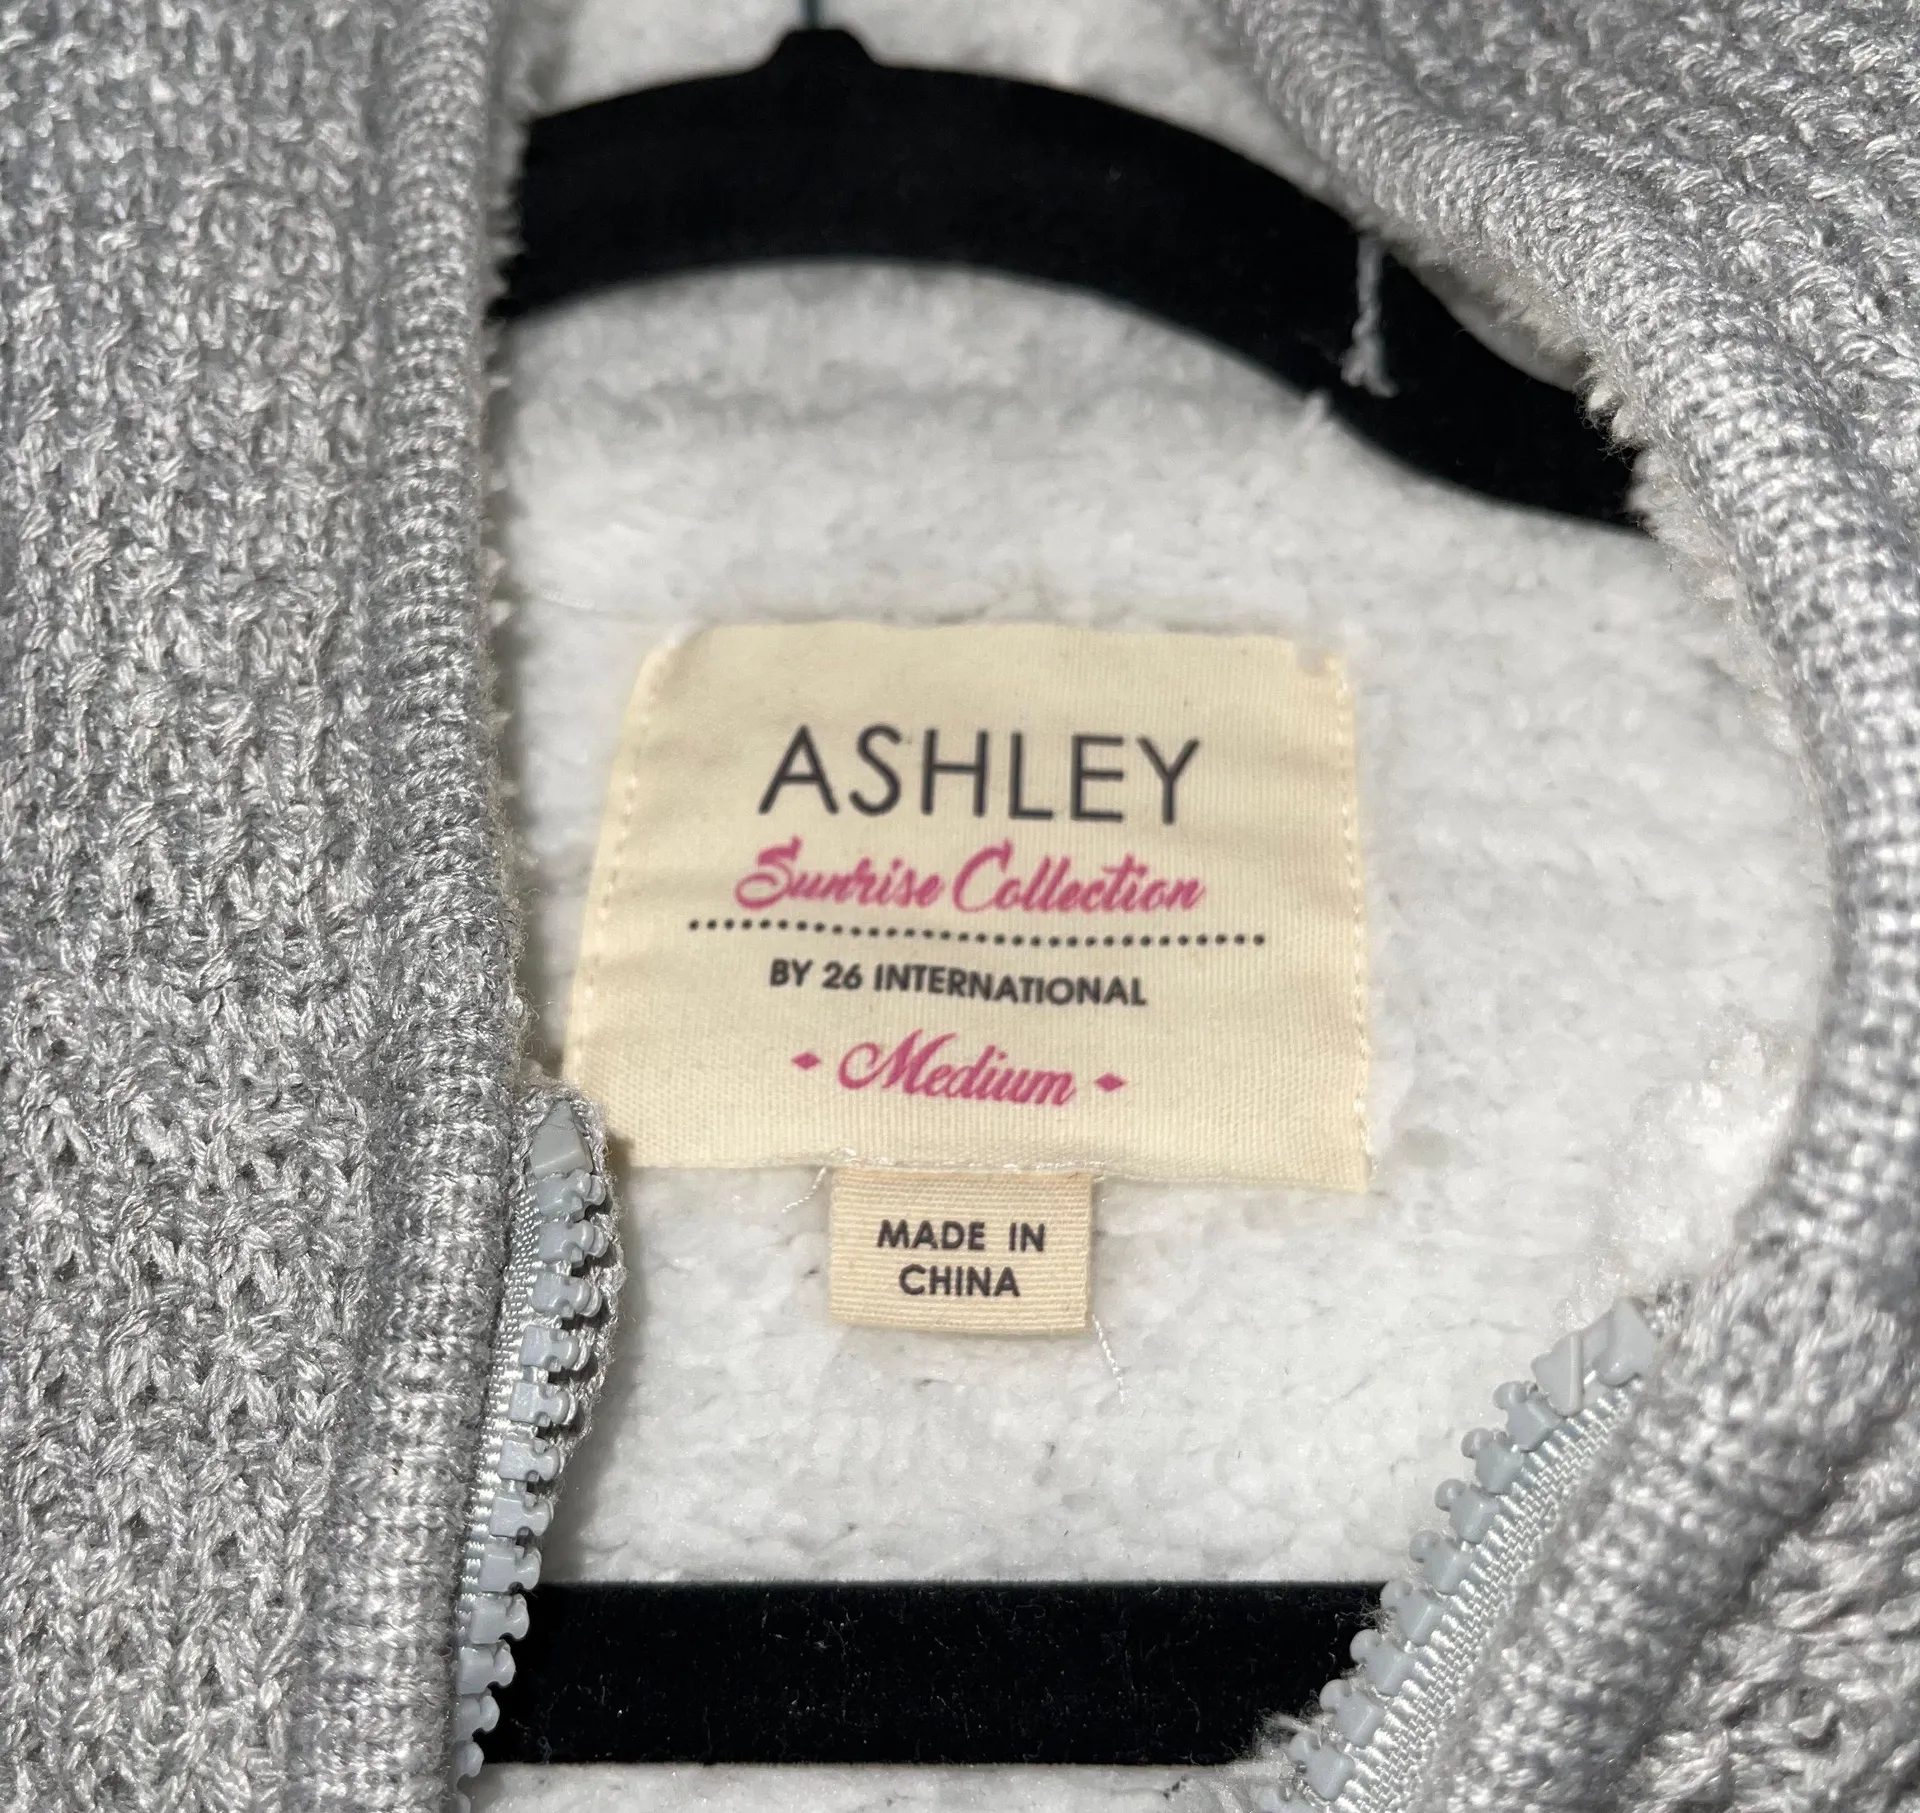 ASHLEY
Sunrise Collection
BY 26 INTERNATIONAL
Medium
MADE IN
CHINA